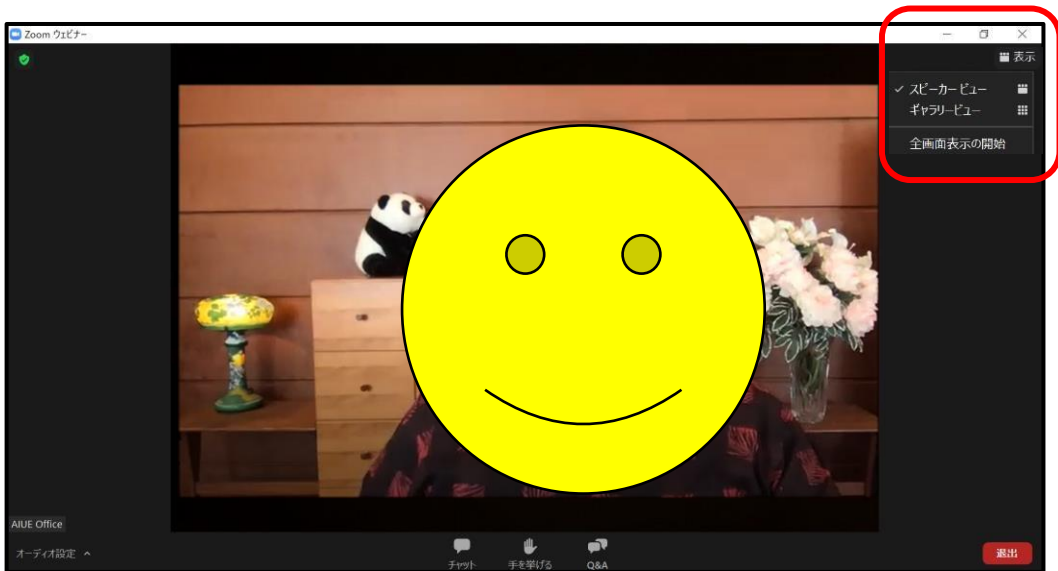 Zoom ウェビナー
表示
スピーカービュー
ギャラリービュー
全画面表示の開始
AIUE Office
オーディオ設定
チャット
手を挙げる
Q&A
退出